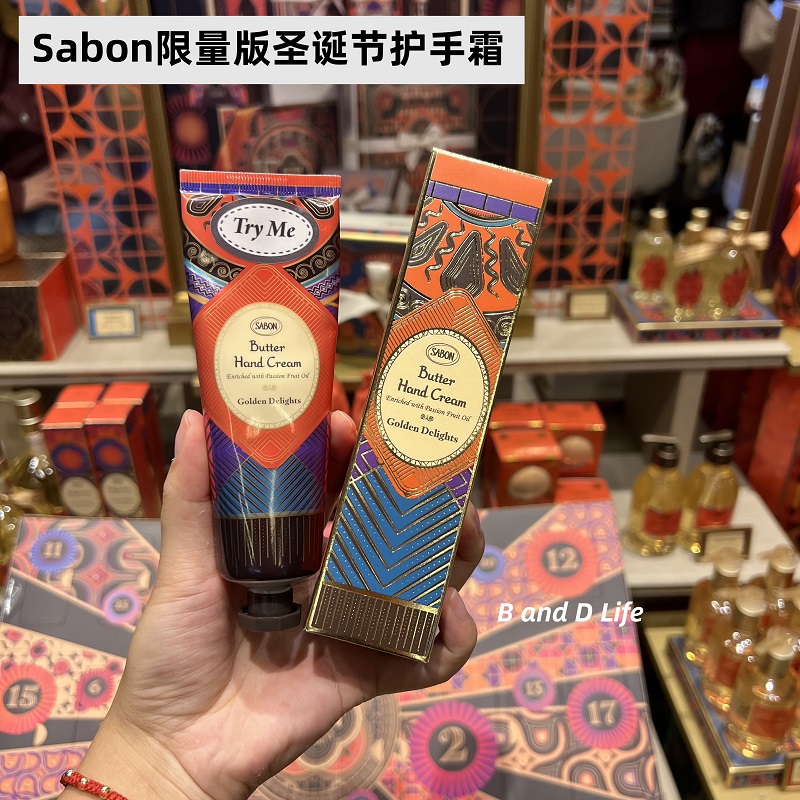 Sabon限量版圣诞节护手霜
Try Me
SABON
Butter
Hand Cream
Enriched with Passion Fruit Oil
Golden Delights
SABON
Butter
Hand Cream
Enriched with Passion Fruit Oil
Golden Delights
B and D Life
11
12
15
6
13
17
2